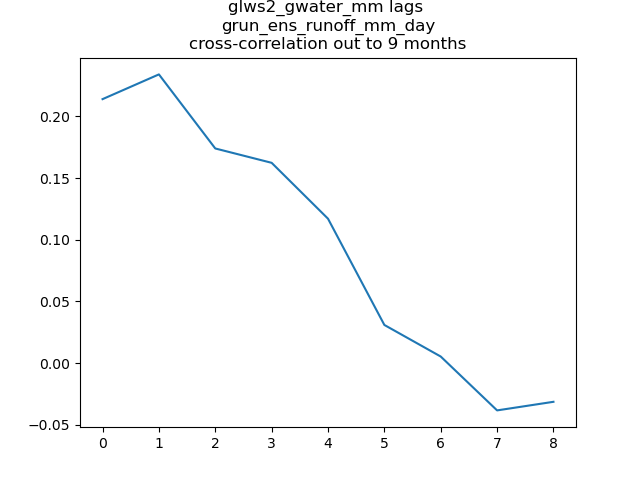 glws2_gwater_mm lags
grun_ens_runoff_mm_day
cross-correlation out to 9 months
0.20
0.15
0.10
0.05
0.00
−0.05
0 1 2 3 4 5 6 7 8